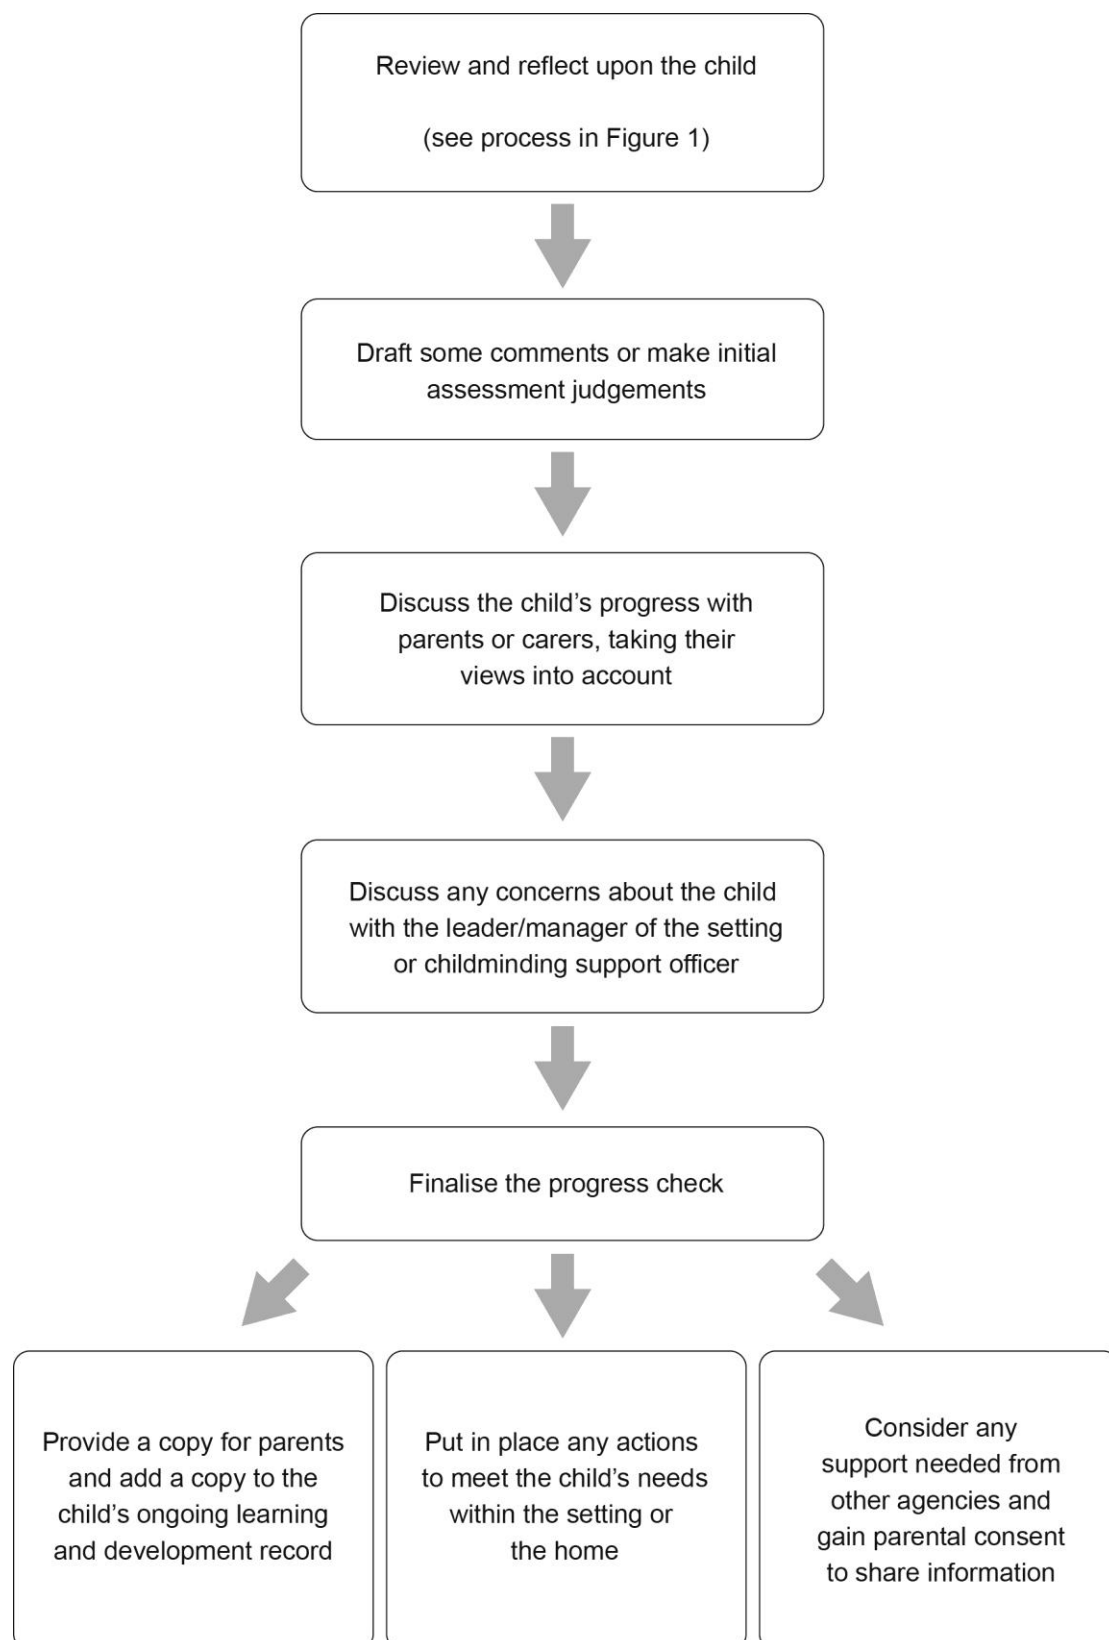 Review and reflect upon the child
(see process in Figure 1)
Draft some comments or make initial
assessment judgements
Discuss the child’s progress with
parents or carers, taking their
views into account
Discuss any concerns about the child
with the leader/manager of the setting
or childminding support officer
Finalise the progress check
Provide a copy for parents
and add a copy to the
child’s ongoing learning
and development record
Put in place any actions
to meet the child’s needs
within the setting or
the home
Consider any
support needed from
other agencies and
gain parental consent
to share information